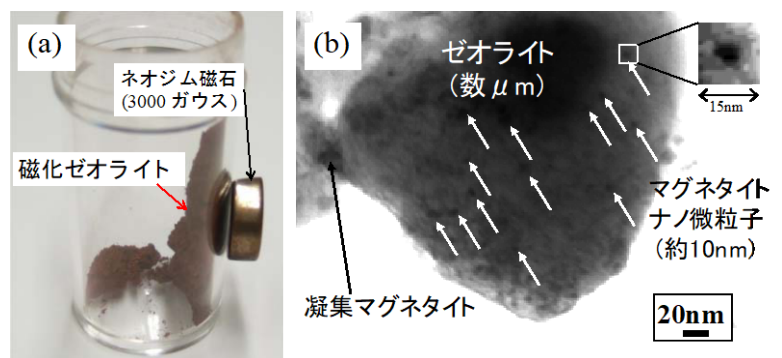 (a)
ネオジム磁石
(3000 ガウス)
磁化ゼオライト
(b)
ゼオライト
(数μm)
15nm
マグネタイト
ナノ微粒子
(約10nm)
凝集マグネタイト
20nm